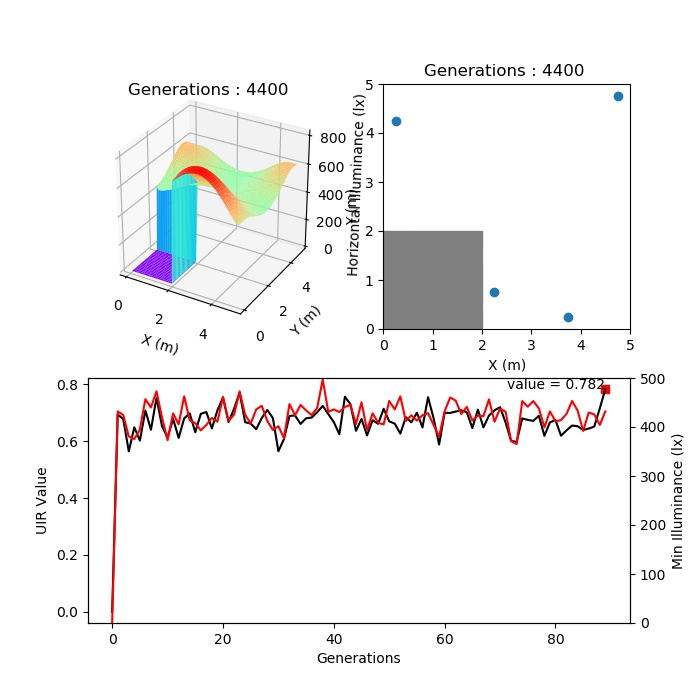 Generations : 4400
800
600
400
200
0
0
2
4
X (m)
0
2
4
Y (m)
Horizontal Illuminance (lx)
Generations : 4400
5
4
3
2
1
0
Y (m)
0 1 2 3 4 5
X (m)
value = 0.782
0.8
0.6
0.4
0.2
0.0
UIR Value
500
400
300
200
100
0
Min Illuminance (lx)
0 20 40 60 80
Generations